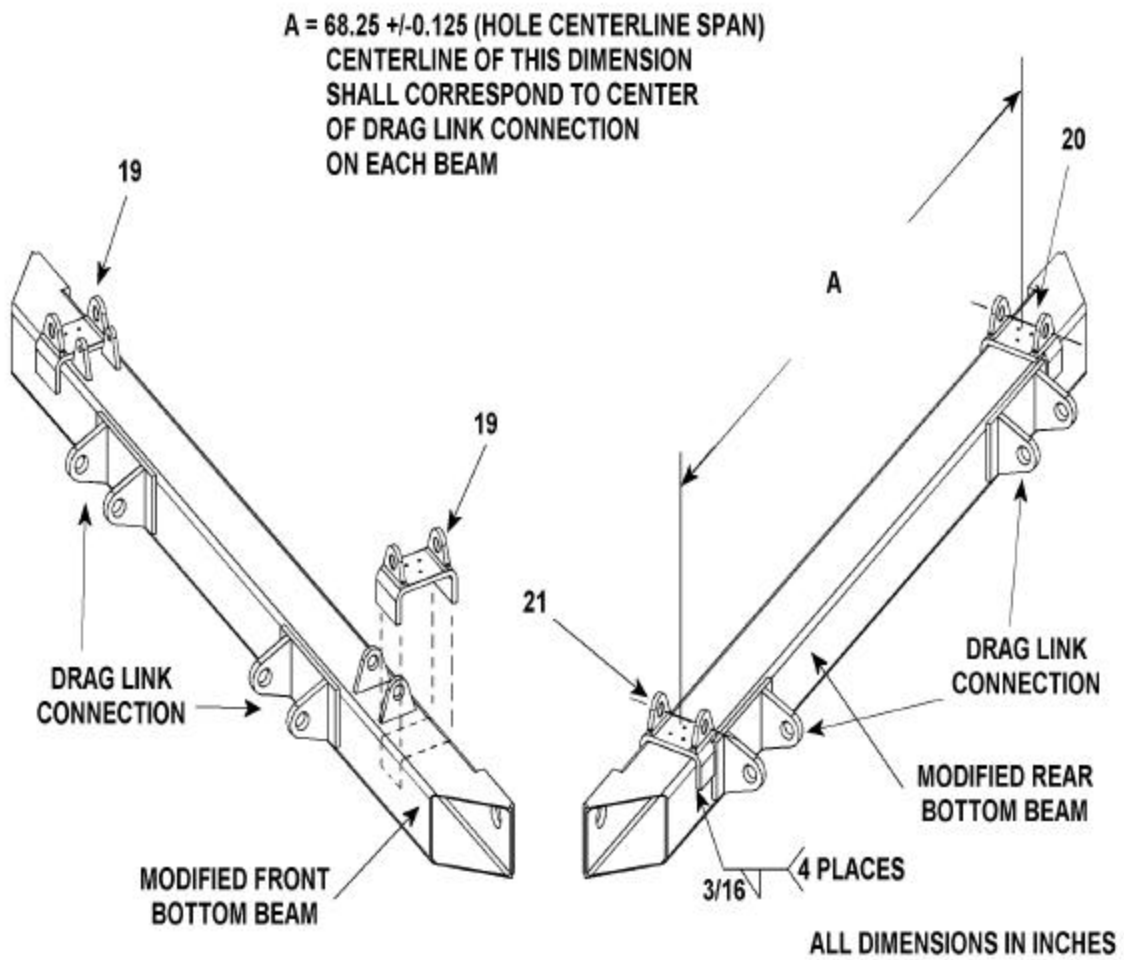 A = 68.25 +/-0.125 (HOLE CENTERLINE SPAN)
CENTERLINE OF THIS DIMENSION
SHALL CORRESPOND TO CENTER
OF DRAG LINK CONNECTION
ON EACH BEAM
19
20
A
19
21
DRAG LINK
CONNECTION
DRAG LINK
CONNECTION
MODIFIED REAR
BOTTOM BEAM
MODIFIED FRONT
BOTTOM BEAM
3/16
4 PLACES
ALL DIMENSIONS IN INCHES